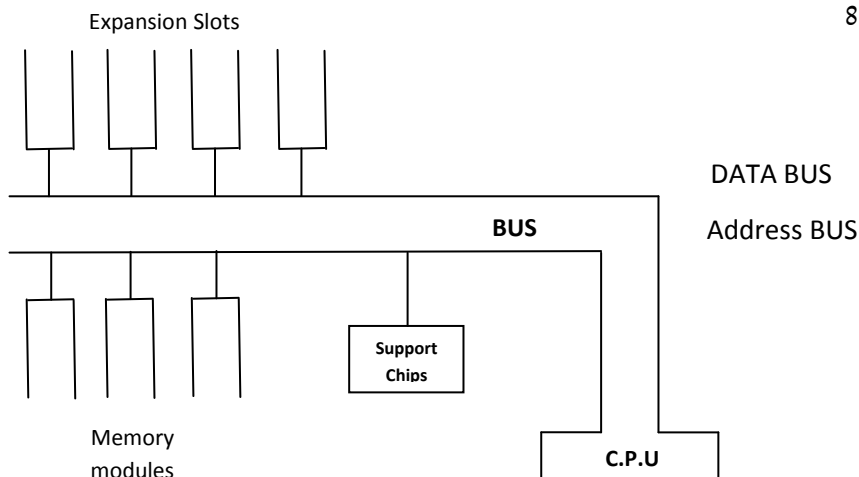 8
Expansion Slots
DATA BUS
BUS
Address BUS
Support
Chips
Memory
modules
C.P.U